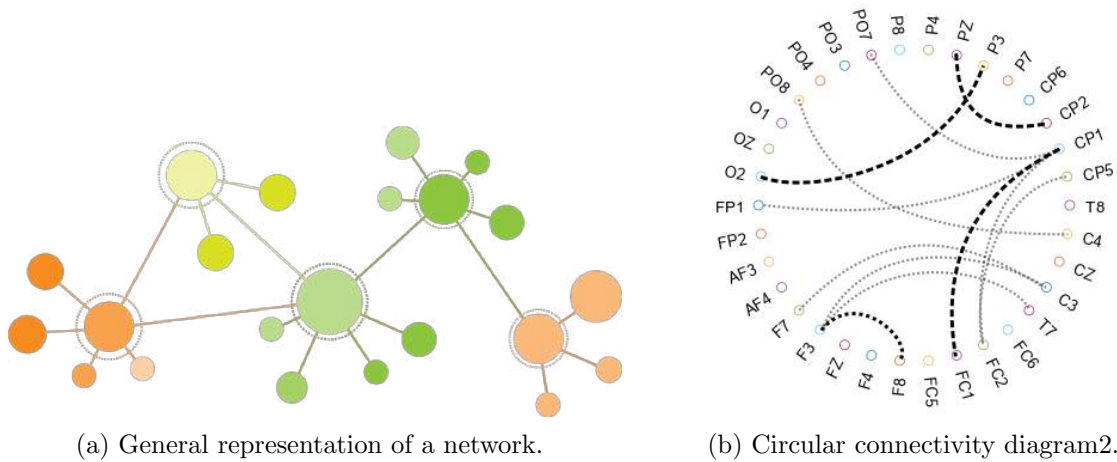 PO7
P8
P4
PZ
P3
P7
CP6
CP2
CP1
CP5
T8
C4
CZ
C3
T7
FC6
FC2
FC1
FC5
F8
F4
FZ
F3
F7
AF4
AF3
FP2
FP1
O2
OZ
O1
PO8
PO4
PO3
(a) General representation of a network.
(b) Circular connectivity diagram2.